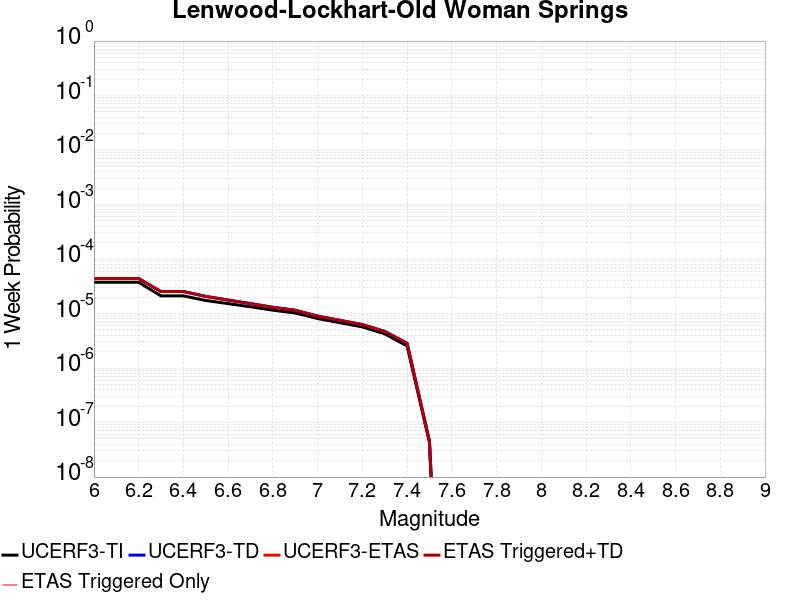 Lenwood-Lockhart-Old Woman Springs
10^0
10^-1
10^-2
10^-3
10^-4
10^-5
10^-6
10^-7
10^-8
1 Week Probability
6 6.2 6.4 6.6 6.8 7 7.2 7.4 7.6 7.8 8 8.2 8.4 8.6 8.8 9
Magnitude
UCERF3-TI UCERF3-TD UCERF3-ETAS ETAS Triggered+TD
ETAS Triggered Only